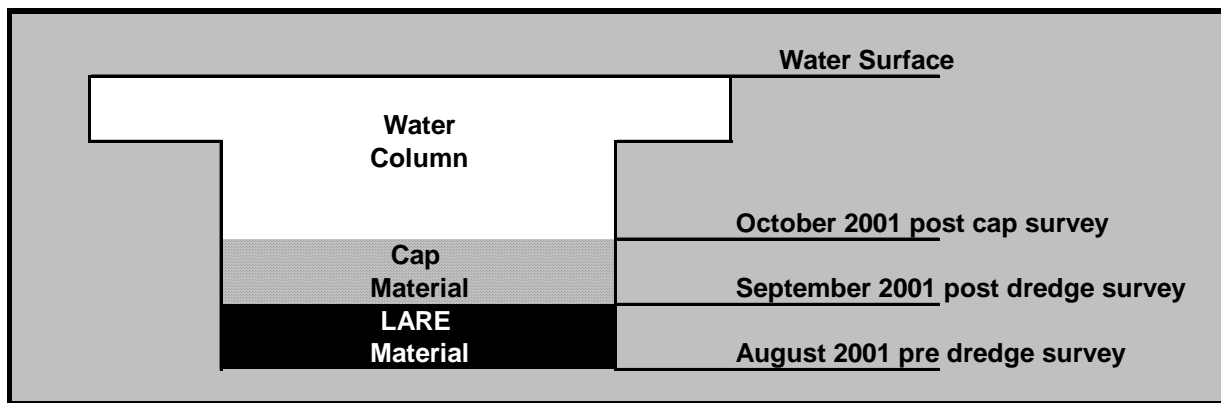 Water Surface
Water
Column
October 2001 post cap survey
Cap
Material
September 2001 post dredge survey
LARE
Material
August 2001 pre dredge survey